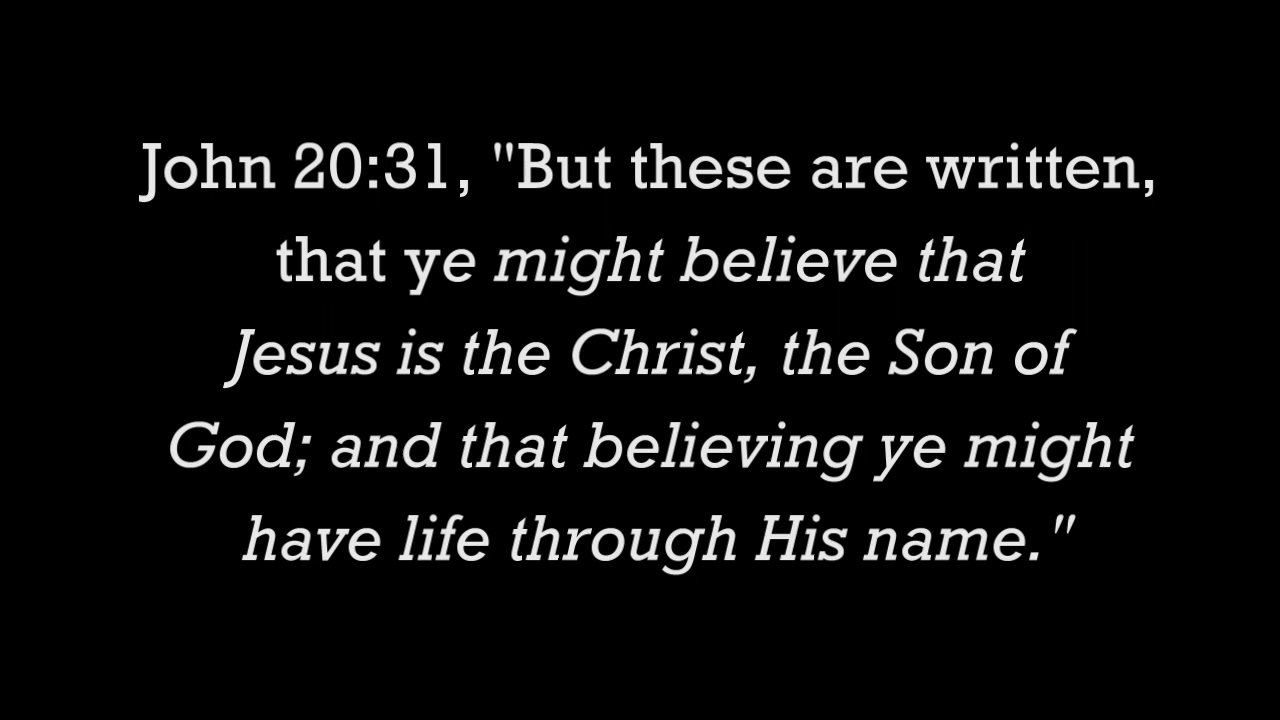 John 20:31, "But these are written,
that ye might believe that
Jesus is the Christ, the Son of
God; and that believing ye might
have life through His name."